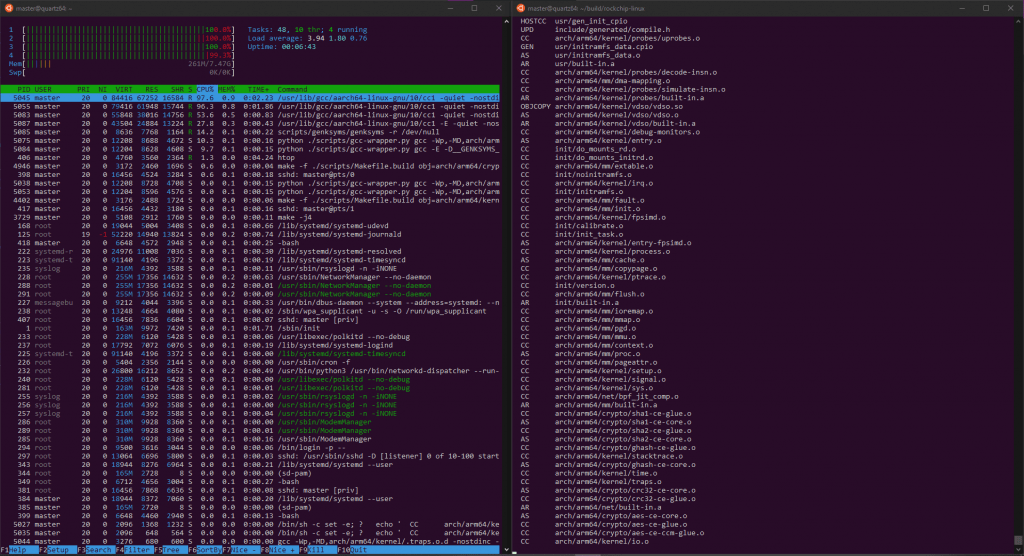 master@quartz64: ~
1 [ 100.0%]
2 [ 100.0%]
3 [ 100.0%]
4 [ 99.3%]
Mem[ 261M/7.47G]
Swp[ 0K/0K]
Tasks: 48, 10 thr; 4 running
Load average: 3.94 1.80 0.76
Uptime: 00:06:43
PID USER PRI NI VIRT RES SHR S CPU% MEM% TIME+ Command
5045 master 20 0 84416 67252 16584 R 97.6 0.9 0:02.23 /usr/lib/gcc/aarch64-linux-gnu/10/cc1 -quiet -nostdi
5055 master 20 0 79416 61948 15744 R 96.3 0.8 0:01.86 /usr/lib/gcc/aarch64-linux-gnu/10/cc1 -quiet -nostdi
5083 master 20 0 55848 38016 14756 S 53.6 0.5 0:00.83 /usr/lib/gcc/aarch64-linux-gnu/10/cc1 -quiet -nostdi
5087 master 20 0 43504 24884 13224 R 27.8 0.3 0:00.43 /usr/lib/gcc/aarch64-linux-gnu/10/cc1 -E -quiet -nos
5085 master 20 0 8636 7768 1164 R 14.2 0.1 0:00.22 scripts/genksyms/genksyms -r /dev/null
5075 master 20 0 12208 8688 4672 S 10.3 0.1 0:00.16 python ./scripts/gcc-wrapper.py gcc -Wp,-MD,arch/arm
5084 master 20 0 12204 8628 4608 S 9.7 0.1 0:00.15 python ./scripts/gcc-wrapper.py gcc -E -D__GENKSYMS_
406 master 20 0 4760 3560 2364 R 1.3 0.0 0:04.24 htop
4946 master 20 0 3172 2460 1696 S 0.6 0.0 0:00.04 make -f ./scripts/Makefile.build obj=arch/arm64/cryp
398 master 20 0 16456 4524 3284 S 0.6 0.1 0:00.18 sshd: master@pts/0
5038 master 20 0 12208 8728 4708 S 0.0 0.1 0:00.16 python ./scripts/gcc-wrapper.py gcc -Wp,-MD,arch/arm
5053 master 20 0 12204 8596 4576 S 0.0 0.1 0:00.15 python ./scripts/gcc-wrapper.py gcc -Wp,-MD,arch/arm
4402 master 20 0 3176 2468 1724 S 0.0 0.0 0:00.06 make -f ./scripts/Makefile.build obj=arch/arm64/kern
417 master 20 0 16456 4432 3180 S 0.0 0.1 0:00.16 sshd: master@pts/1
3729 master 20 0 5108 2912 1760 S 0.0 0.0 0:00.11 make -j4
168 root 20 0 19044 5004 3408 S 0.0 0.1 0:00.66 /lib/systemd/systemd-udevd
125 root 19 -1 52220 14940 13824 S 0.0 0.2 0:00.74 /lib/systemd/systemd-journald
418 master 20 0 6648 4572 2948 S 0.0 0.1 0:00.25 -bash
222 systemd-r 20 0 24976 11008 7036 S 0.0 0.1 0:00.30 /lib/systemd/systemd-resolved
223 systemd-t 20 0 91140 4196 3372 S 0.0 0.1 0:00.19 /lib/systemd/systemd-timesyncd
235 syslog 20 0 216M 4392 3588 S 0.0 0.1 0:00.11 /usr/sbin/rsyslogd -n -iNONE
228 root 20 0 255M 17356 14632 S 0.0 0.2 0:00.63 /usr/sbin/NetworkManager --no-daemon
288 root 20 0 255M 17356 14632 S 0.0 0.2 0:00.01 /usr/sbin/NetworkManager --no-daemon
291 root 20 0 255M 17356 14632 S 0.0 0.2 0:00.09 /usr/sbin/NetworkManager --no-daemon
227 messagebu 20 0 9212 4044 3396 S 0.0 0.1 0:00.33 /usr/bin/dbus-daemon --system --address=systemd: --n
238 root 20 0 13248 4664 4080 S 0.0 0.1 0:00.02 /sbin/wpa_supplicant -u -s -O /run/wpa_supplicant
407 root 20 0 16456 7836 6604 S 0.0 0.1 0:00.07 sshd: master [priv]
1 root 20 0 163M 9972 7420 S 0.0 0.1 0:01.71 /sbin/init
233 root 20 0 228M 6120 5428 S 0.0 0.1 0:00.06 /usr/libexec/polkitd --no-debug
237 root 20 0 17792 7072 6076 S 0.0 0.1 0:00.19 /lib/systemd/systemd-logind
225 systemd-t 20 0 91140 4196 3372 S 0.0 0.1 0:00.00 /lib/systemd/systemd-timesyncd
226 root 20 0 5404 2356 2144 S 0.0 0.0 0:00.00 /usr/sbin/cron -f
232 root 20 0 26800 16212 8652 S 0.0 0.2 0:00.49 /usr/bin/python3 /usr/bin/networkd-dispatcher --run-
240 root 20 0 228M 6120 5428 S 0.0 0.1 0:00.00 /usr/libexec/polkitd --no-debug
281 root 20 0 228M 6120 5428 S 0.0 0.1 0:00.01 /usr/libexec/polkitd --no-debug
255 syslog 20 0 216M 4392 3588 S 0.0 0.1 0:00.02 /usr/sbin/rsyslogd -n -iNONE
256 syslog 20 0 216M 4392 3588 S 0.0 0.1 0:00.00 /usr/sbin/rsyslogd -n -iNONE
257 syslog 20 0 216M 4392 3588 S 0.0 0.1 0:00.04 /usr/sbin/rsyslogd -n -iNONE
286 root 20 0 310M 9928 8360 S 0.0 0.1 0:00.00 /usr/sbin/ModemManager
289 root 20 0 310M 9928 8360 S 0.0 0.1 0:00.01 /usr/sbin/ModemManager
285 root 20 0 310M 9928 8360 S 0.0 0.1 0:00.16 /usr/sbin/ModemManager
294 root 20 0 9500 3616 3044 S 0.0 0.0 0:00.06 /bin/login -p --
297 root 20 0 13064 6696 5800 S 0.0 0.1 0:00.03 sshd: /usr/sbin/sshd -D [listener] 0 of 10-100 start
343 root 20 0 18944 8276 6964 S 0.0 0.1 0:00.21 /lib/systemd/systemd --user
344 root 20 0 165M 2728 8 S 0.0 0.0 0:00.00 (sd-pam)
349 root 20 0 6712 4656 3004 S 0.0 0.1 0:00.27 -bash
381 root 20 0 16456 7868 6636 S 0.0 0.1 0:00.08 sshd: master [priv]
384 master 20 0 18944 8372 7060 S 0.0 0.1 0:00.20 /lib/systemd/systemd --user
385 master 20 0 165M 2720 8 S 0.0 0.0 0:00.00 (sd-pam)
399 master 20 0 6648 4460 2940 S 0.0 0.1 0:00.13 -bash
5027 master 20 0 2096 1368 1232 S 0.0 0.0 0:00.00 /bin/sh -c set -e; ? echo ' CC arch/arm64/ke
5035 master 20 0 2096 648 564 S 0.0 0.0 0:00.00 /bin/sh -c set -e; ? echo ' CC arch/arm64/ke
5036 master 20 0 3276 680 600 S 0.0 0.0 0:00.00 gcc -Wp,-MD,arch/arm64/kernel/.traps.o.d -nostdinc -
F1Help F2Setup F3Search F4Filter F5Tree F6SortBy F7Nice - F8Nice + F9Kill F10Quit
master@quartz64: ~/build/rockchip-linux
HOSTCC usr/gen_init_cpio
UPD include/generated/compile.h
CC arch/arm64/kernel/probes/uprobes.o
GEN usr/initramfs_data.cpio
AS usr/initramfs_data.o
AR usr/built-in.a
CC arch/arm64/kernel/probes/decode-insn.o
CC arch/arm64/mm/dma-mapping.o
CC arch/arm64/kernel/probes/simulate-insn.o
AR arch/arm64/kernel/probes/built-in.a
OBJCOPY arch/arm64/kernel/vdso/vdso.so
AS arch/arm64/kernel/vdso/vdso.o
AR arch/arm64/kernel/vdso/built-in.a
CC arch/arm64/kernel/debug-monitors.o
AS arch/arm64/kernel/entry.o
CC init/do_mounts_rd.o
CC init/do_mounts_initrd.o
CC arch/arm64/mm/extable.o
CC init/noinitramfs.o
CC arch/arm64/kernel/irq.o
CC init/initramfs.o
CC arch/arm64/mm/fault.o
CC arch/arm64/mm/init.o
CC arch/arm64/kernel/fpsimd.o
CC init/calibrate.o
CC init/init_task.o
AS arch/arm64/kernel/entry-fpsimd.o
CC arch/arm64/kernel/process.o
AS arch/arm64/mm/cache.o
CC arch/arm64/mm/copypage.o
CC arch/arm64/kernel/ptrace.o
CC init/version.o
CC arch/arm64/mm/flush.o
AR init/built-in.a
CC arch/arm64/mm/ioremap.o
CC arch/arm64/mm/mmap.o
CC arch/arm64/mm/pgd.o
CC arch/arm64/mm/mmu.o
CC arch/arm64/mm/context.o
AS arch/arm64/mm/proc.o
CC arch/arm64/mm/pageattr.o
CC arch/arm64/kernel/setup.o
CC arch/arm64/kernel/signal.o
CC arch/arm64/kernel/sys.o
CC arch/arm64/net/bpf_jit_comp.o
AR arch/arm64/mm/built-in.a
CC arch/arm64/crypto/sha1-ce-glue.o
AS arch/arm64/crypto/sha1-ce-core.o
CC arch/arm64/crypto/sha2-ce-glue.o
AS arch/arm64/crypto/sha2-ce-core.o
CC arch/arm64/crypto/ghash-ce-glue.o
CC arch/arm64/kernel/stacktrace.o
AS arch/arm64/crypto/ghash-ce-core.o
CC arch/arm64/kernel/time.o
CC arch/arm64/kernel/traps.o
AS arch/arm64/crypto/crc32-ce-core.o
CC arch/arm64/crypto/crc32-ce-glue.o
AR arch/arm64/net/built-in.a
AS arch/arm64/crypto/aes-ce-core.o
CC arch/arm64/crypto/aes-ce-glue.o
CC arch/arm64/crypto/aes-ce-ccm-glue.o
CC arch/arm64/kernel/io.o